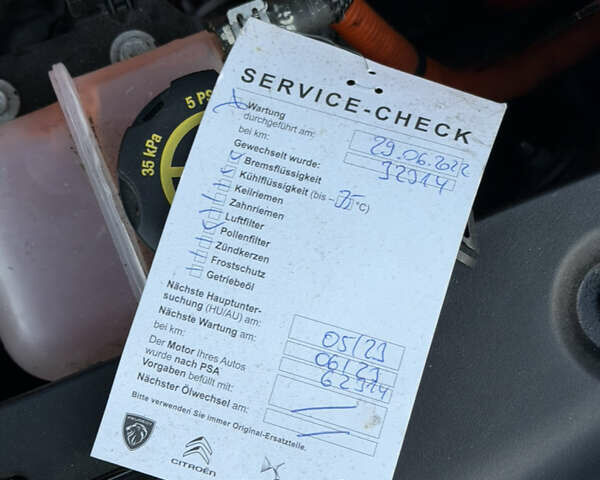 5 PS
35 kPa
SERVICE-CHECK
Wartung
durchgeführt am: 29.06.2022
bei km: 32914
Gewechselt wurde:
Bremsflüssigkeit
Kühlflüssigkeit (bis - °C)
Keilriemen
Zahnriemen
Luftfilter
Pollenfilter
Zündkerzen
Frostschutz
Getriebeöl
Nächste Hauptunter-
suchung (HU/AU) am: 05/23
Nächste Wartung am: 06/23
bei km: 62914
Der Motor Ihres Autos
wurde nach PSA
Vorgaben befüllt mit:
Nächster Ölwechsel am:
Bitte verwenden Sie immer Original-Ersatzteile.
CITROËN